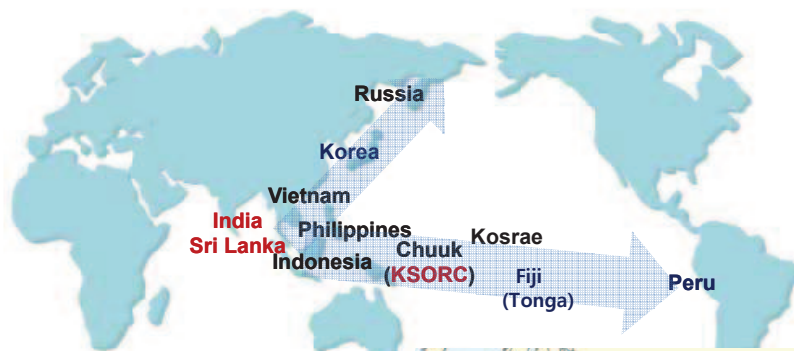 Russia
Korea
Vietnam
India
Sri Lanka
Philippines
Indonesia
Chuuk
(KSORC)
Kosrae
Fiji
(Tonga)
Peru